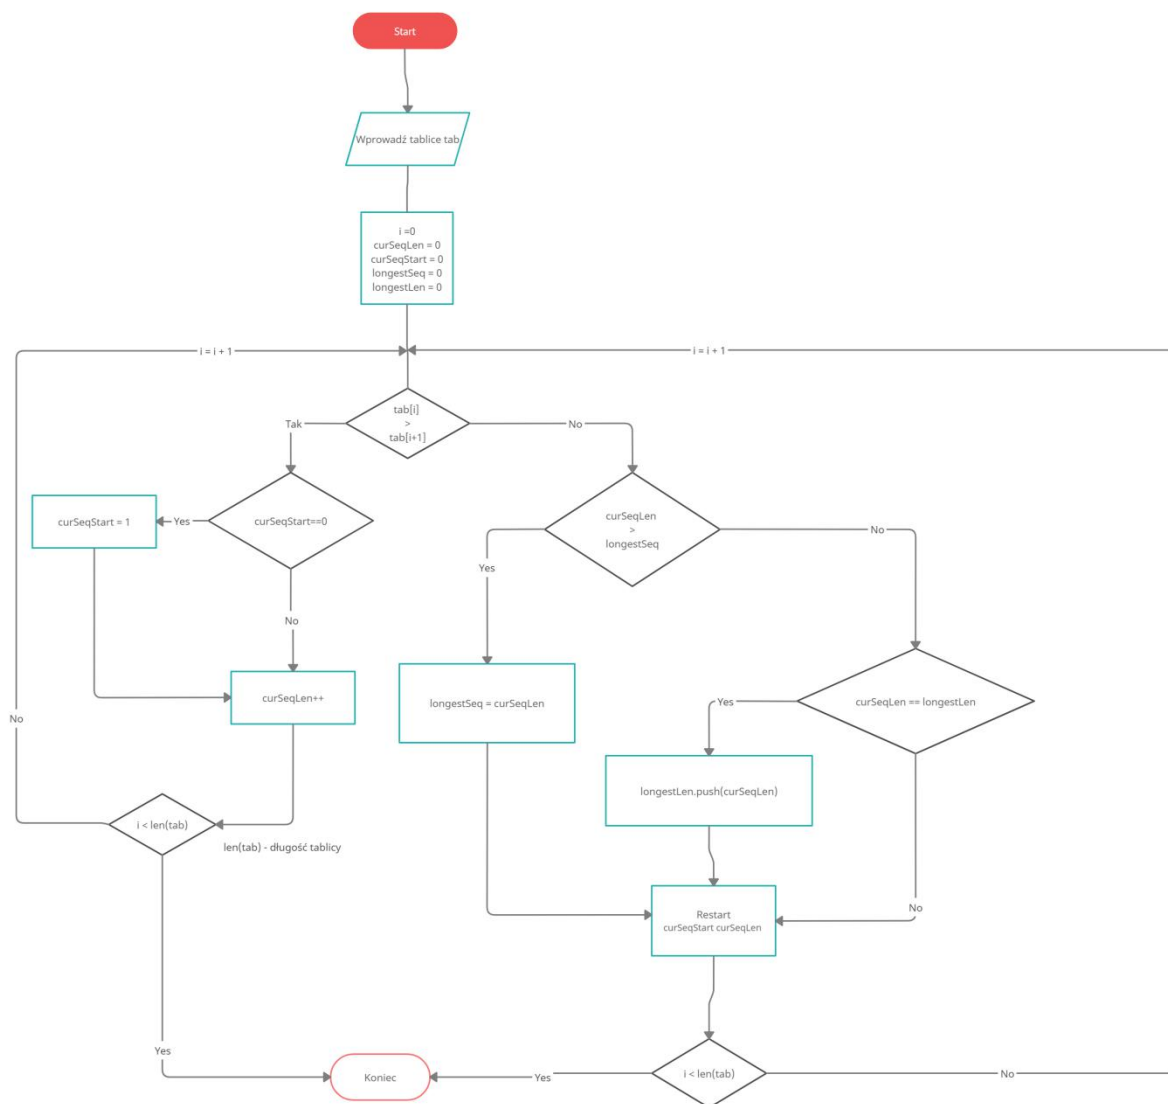 Start
Wprowadź tablice tab
i =0
curSeqLen = 0
curSeqStart = 0
longestSeq = 0
longestLen = 0
i = i + 1
i = i + 1
tab[i]
>
tab[i+1]
Tak
No
curSeqStart = 1
Yes
curSeqStart==0
curSeqLen
>
longestSeq
No
Yes
No
curSeqLen++
longestSeq = curSeqLen
Yes
curSeqLen == longestLen
No
longestLen.push(curSeqLen)
i < len(tab)
len(tab) - długość tablicy
No
Restart
curSeqStart curSeqLen
Yes
Koniec
Yes
i < len(tab)
No